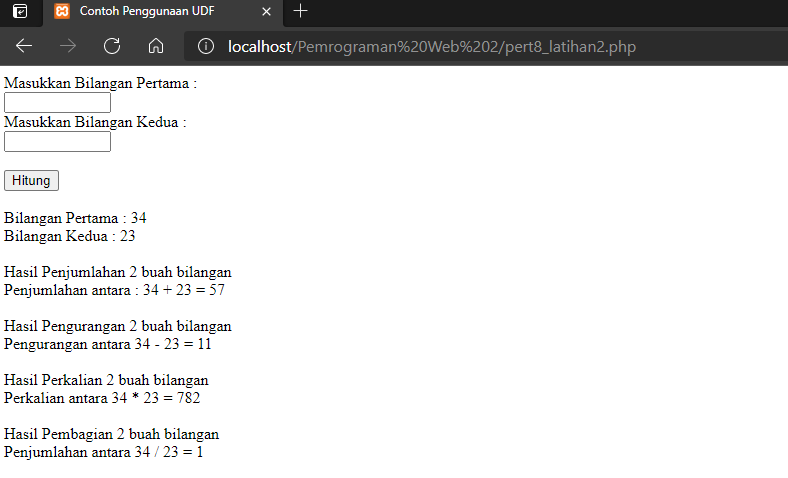 Contoh Penggunaan UDF
localhost/Pemrograman%20Web%202/pert8_latihan2.php
Masukkan Bilangan Pertama :
Masukkan Bilangan Kedua :
Hitung
Bilangan Pertama : 34
Bilangan Kedua : 23
Hasil Penjumlahan 2 buah bilangan
Penjumlahan antara : 34 + 23 = 57
Hasil Pengurangan 2 buah bilangan
Pengurangan antara 34 - 23 = 11
Hasil Perkalian 2 buah bilangan
Perkalian antara 34 * 23 = 782
Hasil Pembagian 2 buah bilangan
Penjumlahan antara 34 / 23 = 1